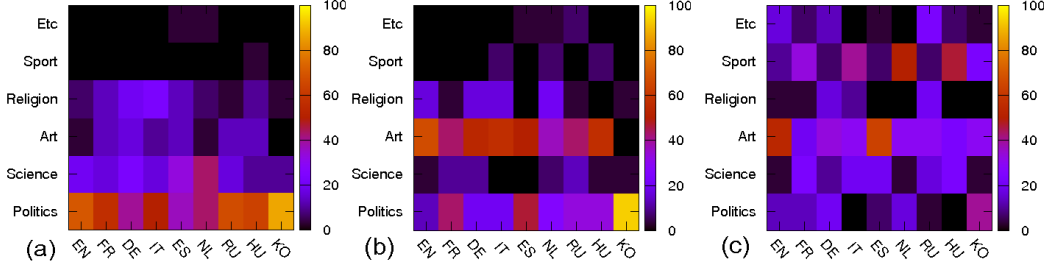 Etc
Sport
Religion
Art
Science
Politics
EN FR DE IT ES NL RU HU KO
100
80
60
40
20
0
(a)
Etc
Sport
Religion
Art
Science
Politics
EN FR DE IT ES NL RU HU KO
100
80
60
40
20
0
(b)
Etc
Sport
Religion
Art
Science
Politics
EN FR DE IT ES NL RU HU KO
100
80
60
40
20
0
(c)